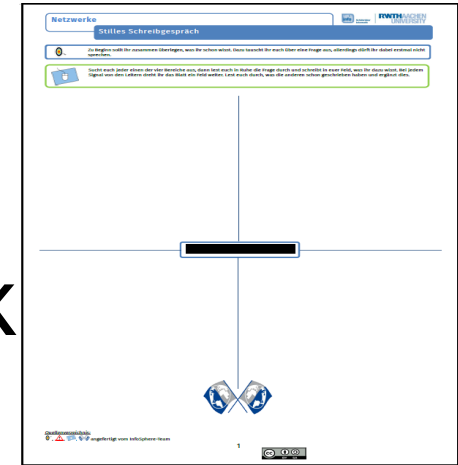 Netzwerke
RWTH AACHEN
UNIVERSITY
Stilles Schreibgespräch
Zu Beginn sollt ihr zusammen überlegen, was ihr schon wisst. Dazu tauscht ihr euch über eine Frage aus, allerdings dürft ihr dabei erstmal nicht
sprechen.
Sucht euch jeder einen der vier Bereiche aus, dann lest euch in Ruhe die Frage durch und schreibt in euer Feld, was ihr dazu wisst. Bei jedem
Signal von den Leitern dreht ihr das Blatt ein Feld weiter. Lest euch durch, was die anderen schon geschrieben haben und ergänzt dies.
K
Quellenverzeichnis:
angefertigt vom InfoSphere-Team
1
cc